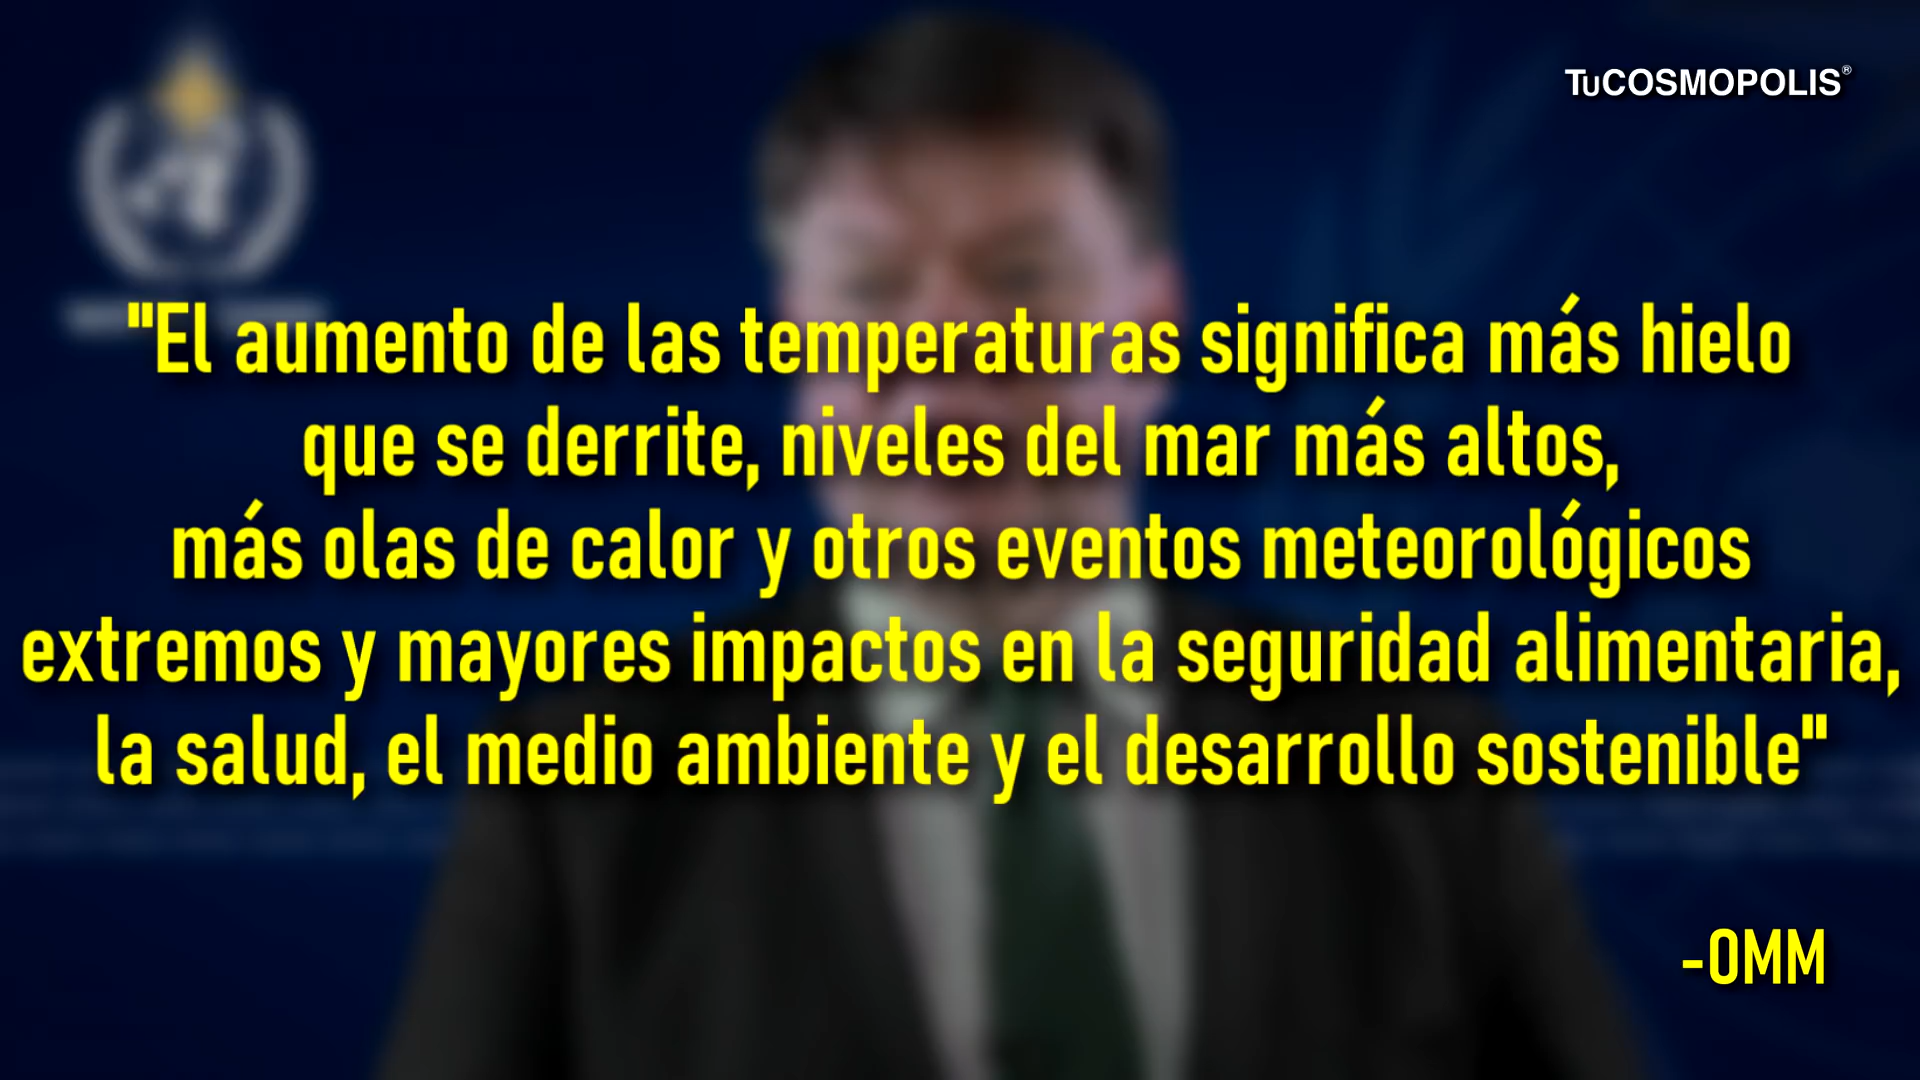 TuCOSMOPOLIS®
"El aumento de las temperaturas significa más hielo
que se derrite, niveles del mar más altos,
más olas de calor y otros eventos meteorológicos
extremos y mayores impactos en la seguridad alimentaria,
la salud, el medio ambiente y el desarrollo sostenible"
-OMM